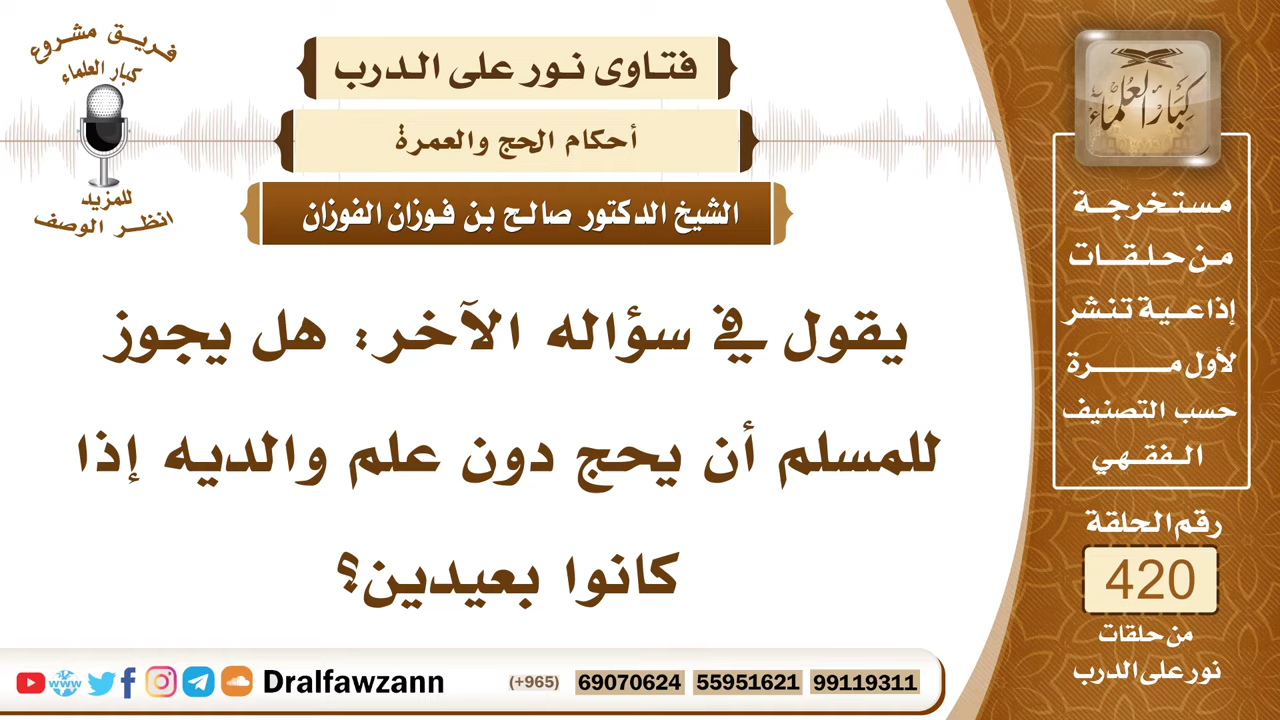 فريق مشروع
كبار العلماء
للمزيد
انظر الوصف
فتاوى نور على الدرب
أحكام الحج والعمرة
الشيخ الدكتور صالح بن فوزان الفوزان
يقول في سؤاله الآخر: هل يجوز
للمسلم أن يحج دون علم والديه إذا
كانوا بعيدين؟
كبار العلماء
مستخرجة
من حلقات
إذاعية تنشر
لأول مرة
حسب التصنيف
الفقهي
رقم الحلقة
420
من حلقات
نور على الدرب
www
Dralfawzann (+965) 69070624 55951621 99119311